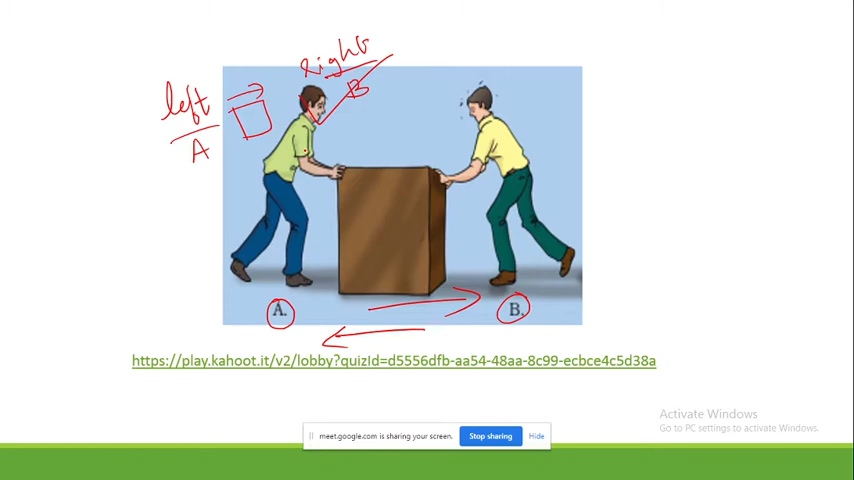 Right
B
left
A
A.
B.
https://play.kahoot.it/v2/lobby?quizId=d5556dfb-aa54-48aa-8c99-ecbce4c5d38a
Activate Windows
Go to PC settings to activate Windows.
meet.google.com is sharing your screen.
Stop sharing
Hide